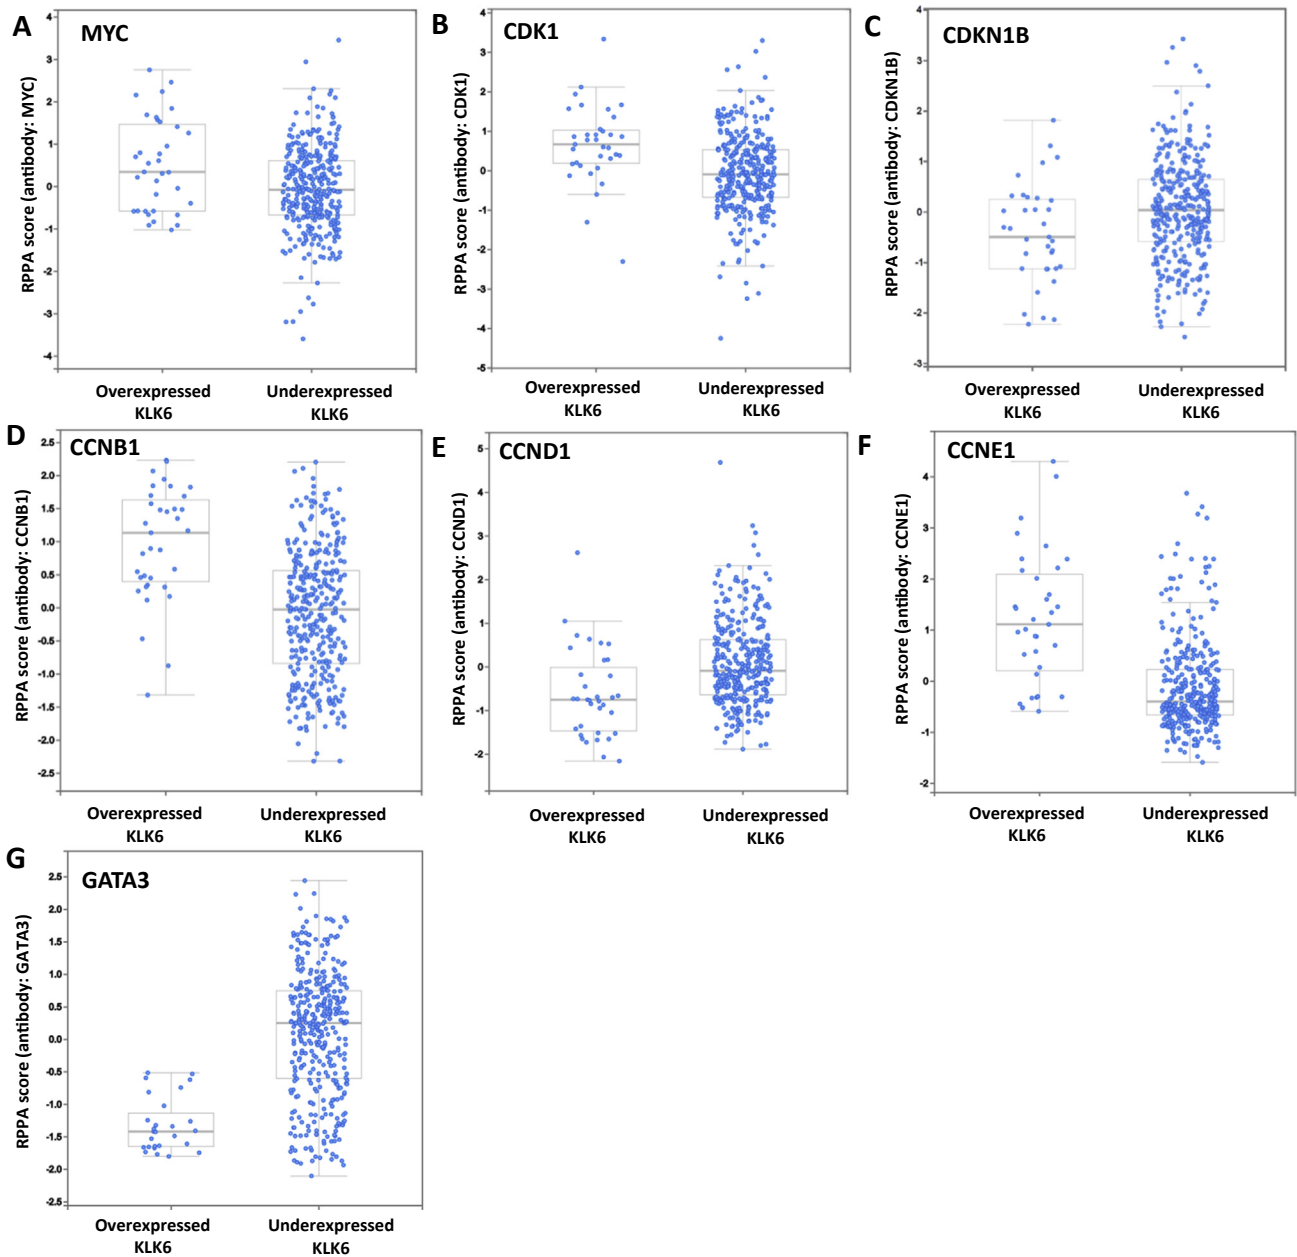 A
MYC
RPPA score (antibody: MYC)
4
3
2
1
0
-1
-2
-3
-4
Overexpressed
KLK6
Underexpressed
KLK6
B
CDK1
RPPA score (antibody: CDK1)
4
3
2
1
0
-1
-2
-3
-4
-5
Overexpressed
KLK6
Underexpressed
KLK6
C
CDKN1B
RPPA score (antibody: CDKN1B)
4
3
2
1
0
-1
-2
-3
Overexpressed
KLK6
Underexpressed
KLK6
D
CCNB1
RPPA score (antibody: CCNB1)
2.5
2.0
1.5
1.0
0.5
0.0
-0.5
-1.0
-1.5
-2.0
-2.5
Overexpressed
KLK6
Underexpressed
KLK6
E
CCND1
RPPA score (antibody: CCND1)
5
4
3
2
1
0
-1
-2
Overexpressed
KLK6
Underexpressed
KLK6
F
CCNE1
RPPA score (antibody: CCNE1)
4
3
2
1
0
-1
-2
Overexpressed
KLK6
Underexpressed
KLK6
G
GATA3
RPPA score (antibody: GATA3)
2.5
2.0
1.5
1.0
0.5
0.0
-0.5
-1.0
-1.5
-2.0
-2.5
Overexpressed
KLK6
Underexpressed
KLK6